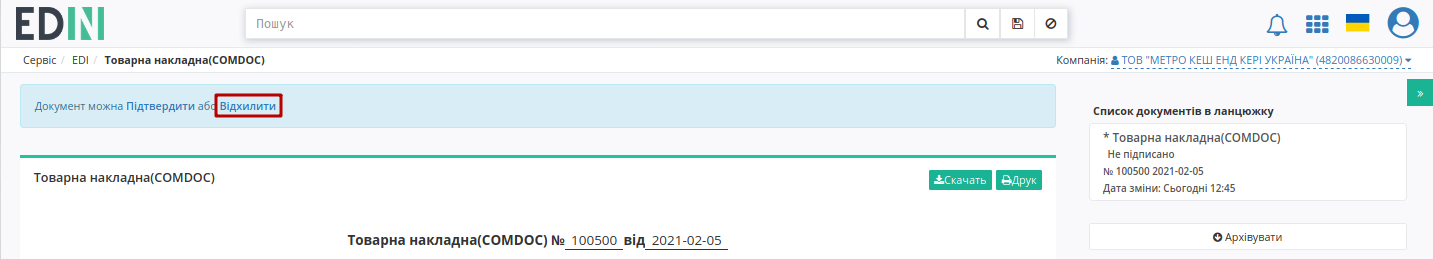 EDIN
Пошук
Сервіс / EDI / Товарна накладна(COMDOC)
Компанія: ТОВ "МЕТРО КЕШ ЕНД КЕРІ УКРАЇНА" (4820086630009)
Документ можна Підтвердити або Відхилити
»
Список документів в ланцюжку
* Товарна накладна(COMDOC)
Не підписано
№ 100500 2021-02-05
Дата зміни: Сьогодні 12:45
Архівувати
Товарна накладна(COMDOC)
Скачать
Друк
Товарна накладна(COMDOC) № 100500 від 2021-02-05